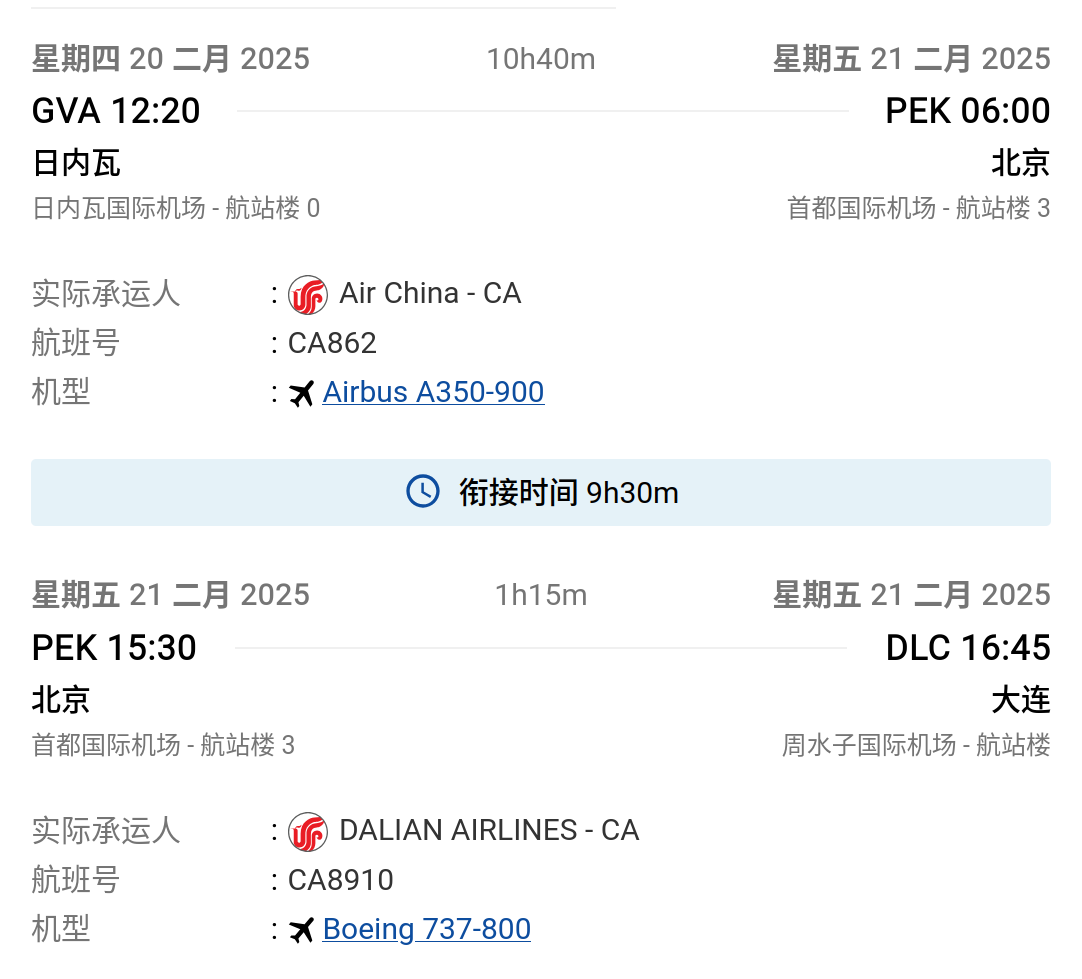 星期四 20 二月 2025 10h40m 星期五 21 二月 2025
GVA 12:20 PEK 06:00
日内瓦 北京
日内瓦国际机场 - 航站楼 0 首都国际机场 - 航站楼 3
实际承运人 : Air China - CA
航班号 : CA862
机型 : Airbus A350-900
衔接时间 9h30m
星期五 21 二月 2025 1h15m 星期五 21 二月 2025
PEK 15:30 DLC 16:45
北京 大连
首都国际机场 - 航站楼 3 周水子国际机场 - 航站楼
实际承运人 : DALIAN AIRLINES - CA
航班号 : CA8910
机型 : Boeing 737-800